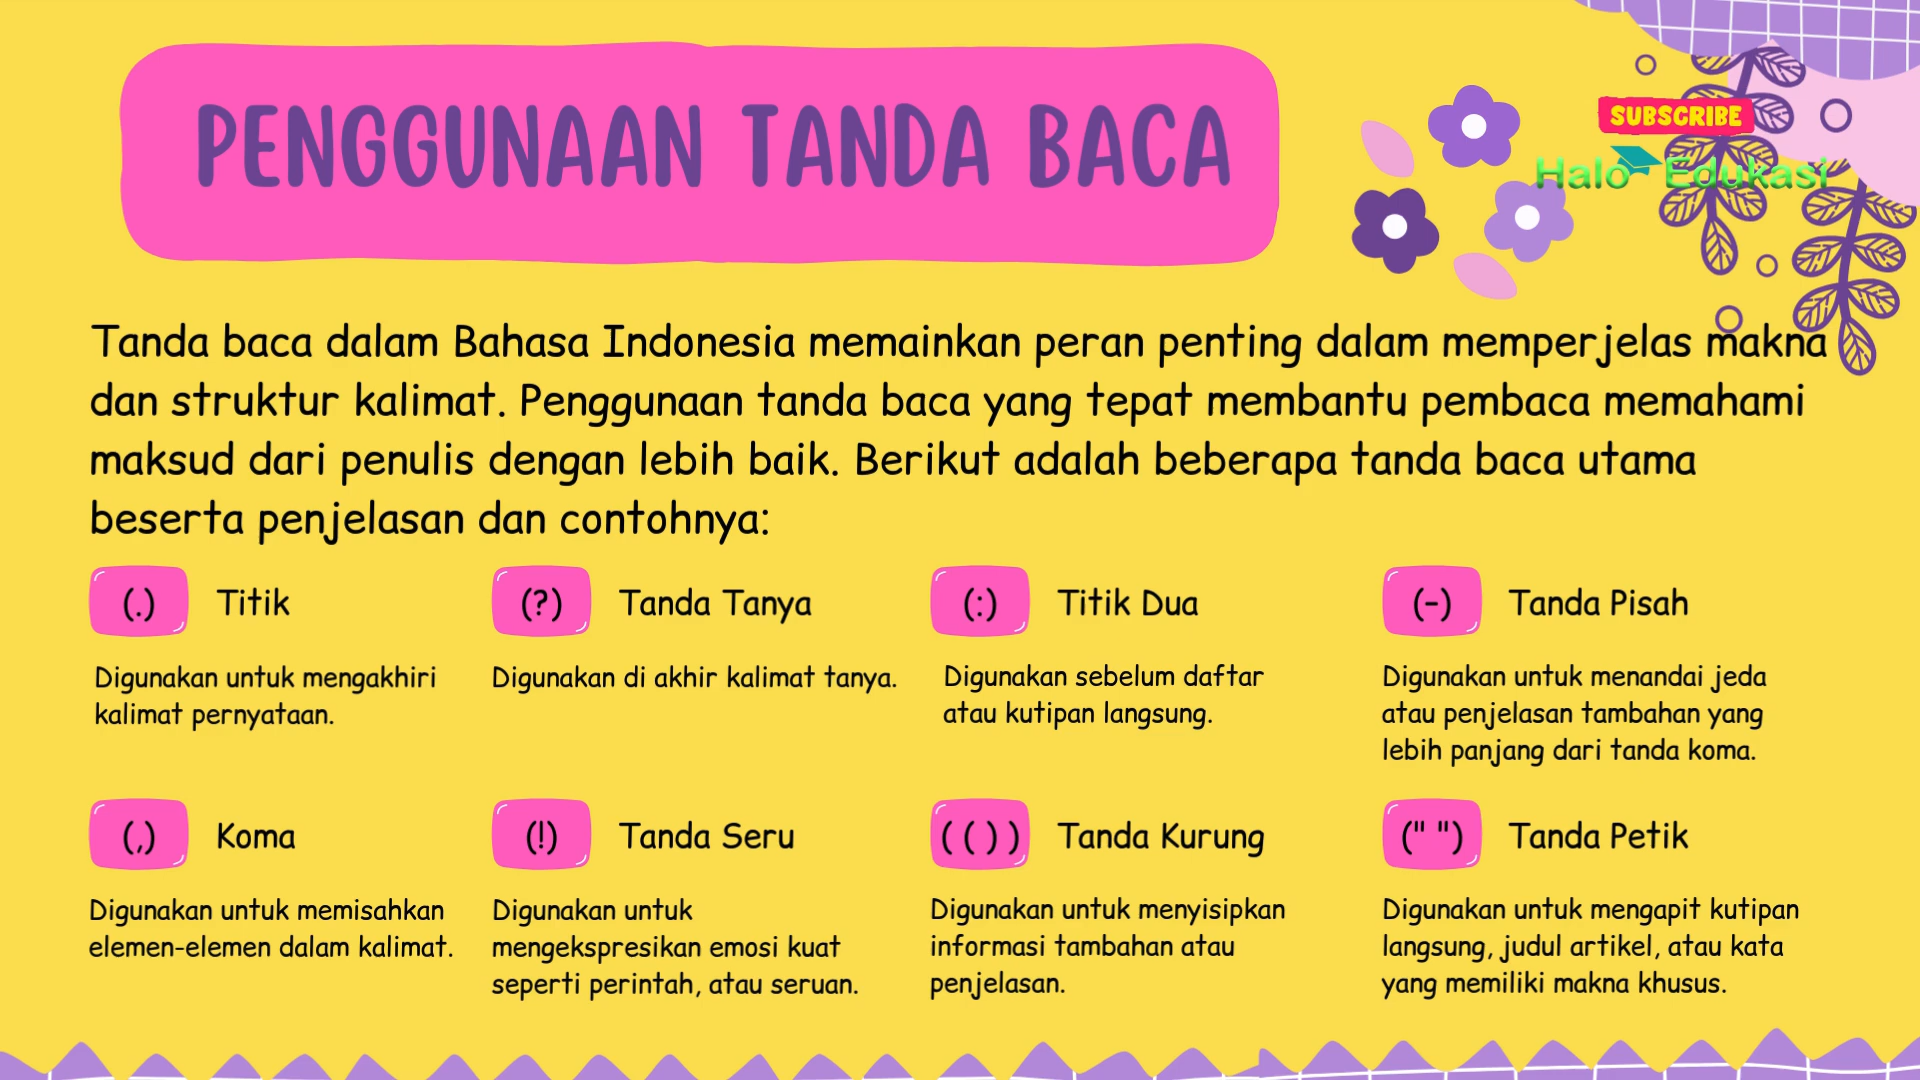 PENGGUNAAN TANDA BACA
SUBSCRIBE
Halo Edukasi
Tanda baca dalam Bahasa Indonesia memainkan peran penting dalam memperjelas makna
dan struktur kalimat. Penggunaan tanda baca yang tepat membantu pembaca memahami
maksud dari penulis dengan lebih baik. Berikut adalah beberapa tanda baca utama
beserta penjelasan dan contohnya:
(.) Titik
Digunakan untuk mengakhiri
kalimat pernyataan.
(?) Tanda Tanya
Digunakan di akhir kalimat tanya.
(:) Titik Dua
Digunakan sebelum daftar
atau kutipan langsung.
(-) Tanda Pisah
Digunakan untuk menandai jeda
atau penjelasan tambahan yang
lebih panjang dari tanda koma.
(,) Koma
Digunakan untuk memisahkan
elemen-elemen dalam kalimat.
(!) Tanda Seru
Digunakan untuk
mengekspresikan emosi kuat
seperti perintah, atau seruan.
( ( ) ) Tanda Kurung
Digunakan untuk menyisipkan
informasi tambahan atau
penjelasan.
(" ") Tanda Petik
Digunakan untuk mengapit kutipan
langsung, judul artikel, atau kata
yang memiliki makna khusus.